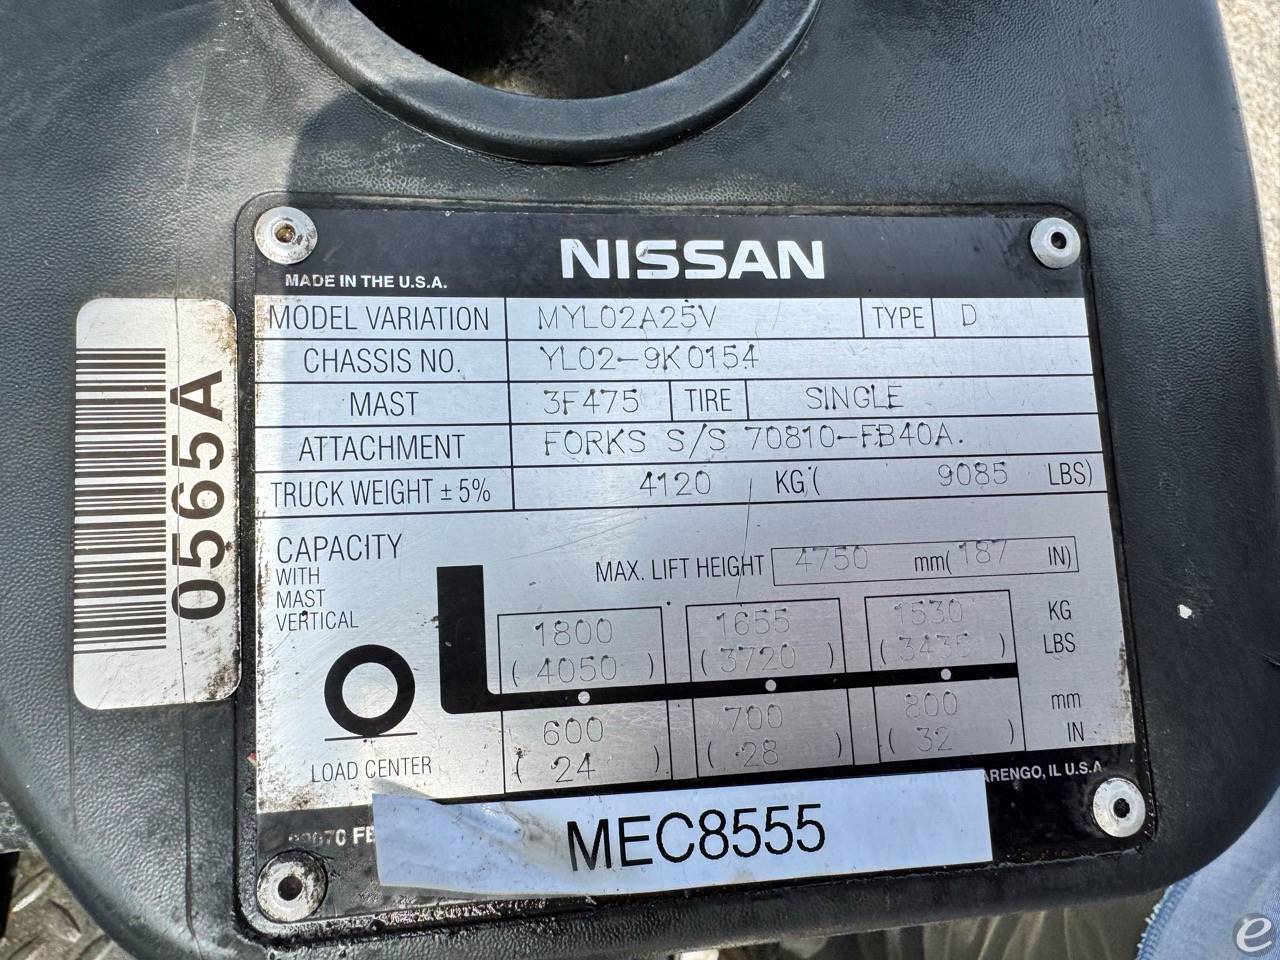 NISSAN
MADE IN THE U.S.A.
MODEL VARIATION MYL02A25V TYPE D
CHASSIS NO. YL02-9K0154
MAST 3F475 TIRE SINGLE
ATTACHMENT FORKS S/S 70810-FB40A.
TRUCK WEIGHT ± 5% 4120 KG ( 9085 LBS)
CAPACITY
WITH
MAST
VERTICAL
MAX. LIFT HEIGHT 4750 mm( 187 IN)
1800 1655 1530 KG
( 4050 ) ( 3720 ) ( 3435 ) LBS
600 700 800 mm
( 24 ) ( 28 ) ( 32 ) IN
LOAD CENTER
IL U.S.A
MEC8555
0565A
e